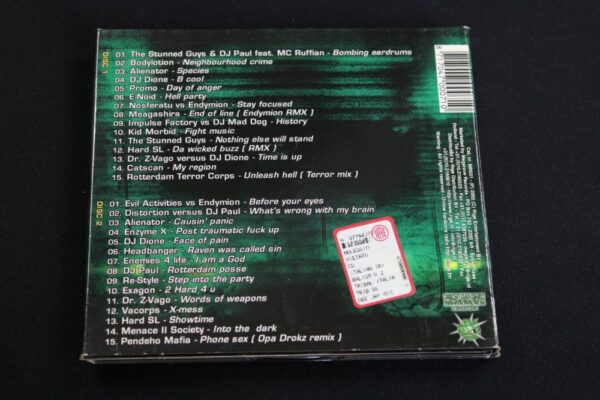 DISC 1
01. The Stunned Guys & DJ Paul feat. MC Ruffian - Bombing eardrums
02. Bodylotion - Neighbourhood crime
03. Alienator - Species
04. DJ Dione - B cool
05. Promo - Day of anger
06. E-Noid - Hell party
07. Nosferatu vs Endymion - Stay focused
08. Meagashira - End of line [ Endymion RMX ]
09. Impulse Factory vs DJ Mad Dog - History
10. Kid Morbid - Fight music
11. The Stunned Guys - Nothing else will stand
12. Hard SL - Da wicked buzz [ RMX ]
13. Dr. Z-Vago versus DJ Dione - Time is up
14. Catscan - My region
15. Rotterdam Terror Corps - Unleash hell [ Terror mix ]
DISC 2
01. Evil Activities vs Endymion - Before your eyes
02. Distortion versus DJ Paul - What's wrong with my brain
03. Alienator - Causin' panic
04. Enzyme X - Post traumatic fuck up
05. DJ Dione - Face of pain
06. Headbanger - Raven was called sin
07. Enemies 4 life - I am a God
08. DJ Paul - Rotterdam posse
09. Re-Style - Step into the party
10. Exagon - 2 Hand 4 U
11. Dr. Z-Vago - Words of weapons
12. Vacorps - X-mess
13. Hard SL - Showtime
14. Menace II Society - Into the dark
15. Pendeho Mafia - Phone sex [ Opa Drokz remix ]
NOLEGGIO
VIETATO